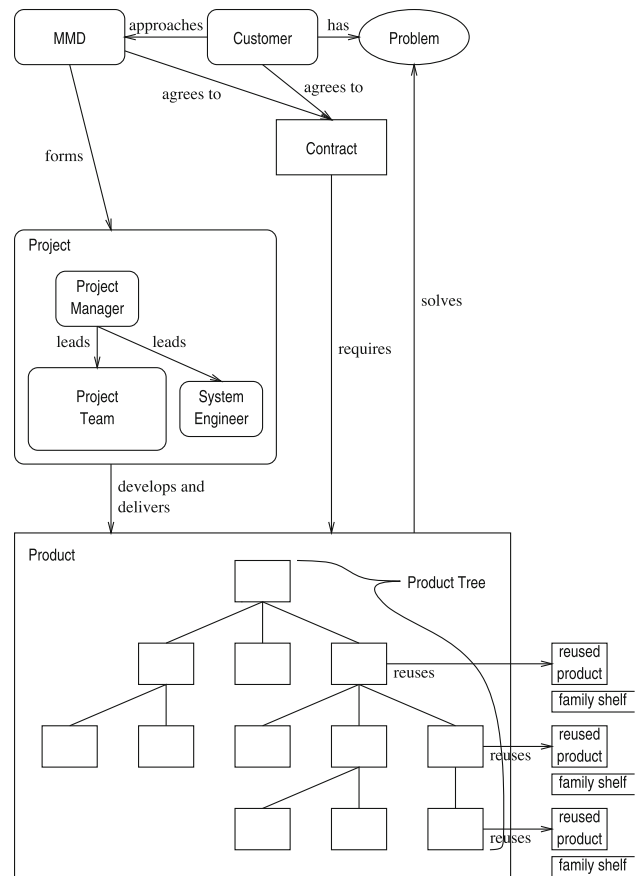 MMD
approaches
Customer
has
Problem
agrees to
agrees to
Contract
forms
Project
Project
Manager
leads
leads
Project
Team
System
Engineer
solves
requires
develops and
delivers
Product
Product Tree
reuses
reused
product
family shelf
reuses
reused
product
family shelf
reuses
reused
product
family shelf